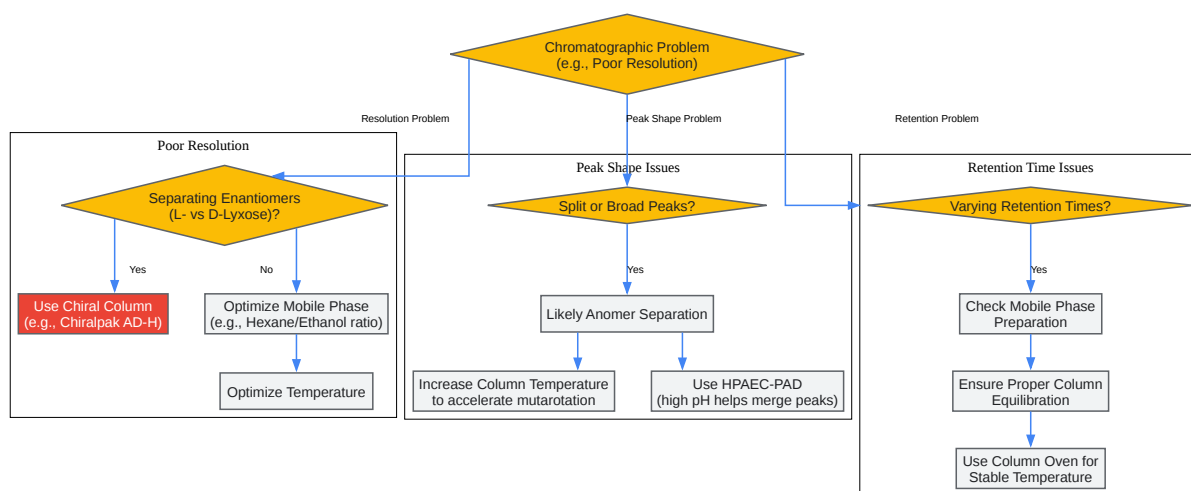 Chromatographic Problem
(e.g., Poor Resolution)
Resolution Problem
Peak Shape Problem
Retention Problem
Poor Resolution
Separating Enantiomers
(L- vs D-Lyxose)?
Yes
No
Use Chiral Column
(e.g., Chiralpak AD-H)
Optimize Mobile Phase
(e.g., Hexane/Ethanol ratio)
Optimize Temperature
Peak Shape Issues
Split or Broad Peaks?
Yes
Likely Anomer Separation
Increase Column Temperature
to accelerate mutarotation
Use HPAEC-PAD
(high pH helps merge peaks)
Retention Time Issues
Varying Retention Times?
Yes
Check Mobile Phase
Preparation
Ensure Proper Column
Equilibration
Use Column Oven for
Stable Temperature